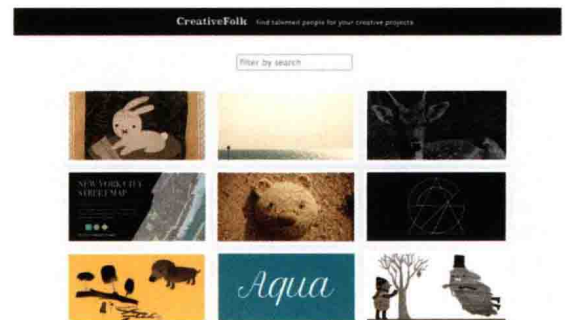 CreativeFolk find talented people for your creative projects
filter by search
NEW YORK CITY
STREET MAP
Aqua